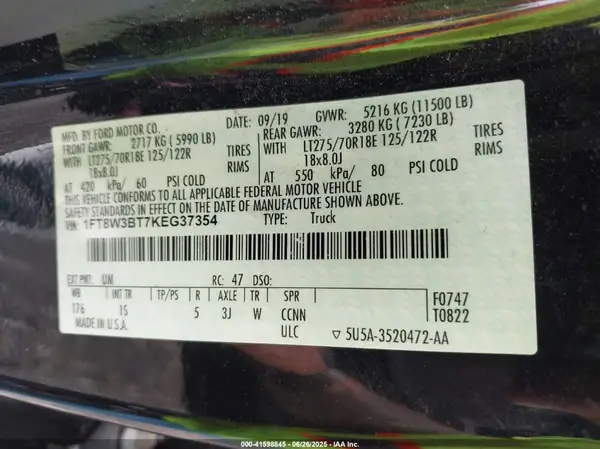 MFD. BY FORD MOTOR CO.
DATE: 09/19 GVWR: 5216 KG (11500 LB)
FRONT GAWR: 2717 KG (5990 LB) REAR GAWR: 3280 KG (7230 LB)
WITH LT275/70R18E 125/122R TIRES WITH LT275/70R18E 125/122R TIRES
18x8.0J RIMS 18x8.0J RIMS
AT 420 kPa/ 60 PSI COLD AT 550 kPa/ 80 PSI COLD
THIS VEHICLE CONFORMS TO ALL APPLICABLE FEDERAL MOTOR VEHICLE
SAFETY STANDARDS IN EFFECT ON THE DATE OF MANUFACTURE SHOWN ABOVE.
VIN: 1FT8W3BT7KEG37354 TYPE: Truck
EXT PNT: UM RC: 47 DSO:
WB INT TR TP/PS R AXLE TR SPR F0747
176 IS 5 3J W CCNN T0822
MADE IN U.S.A. ULC 5U5A-3520472-AA
000-41598845 - 06/26/2025 - IAA Inc.